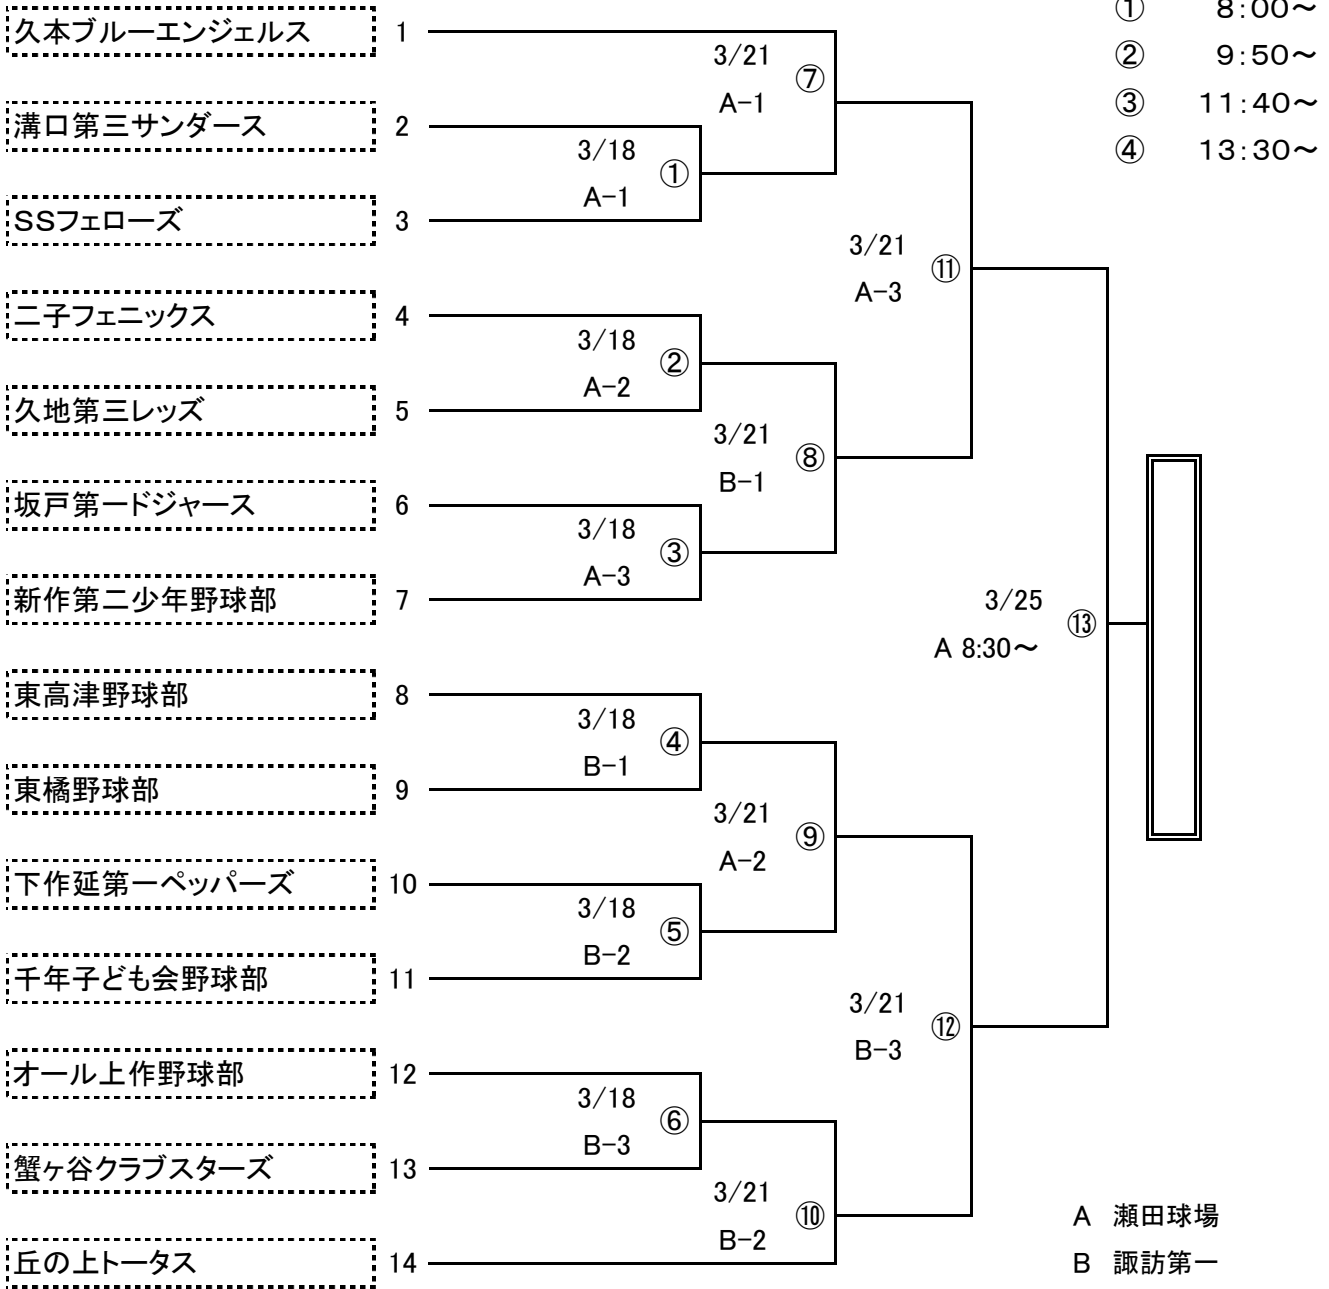 ① 8:00～
久本ブルーエンジェルス 1
3/21 ⑦
② 9:50～
A-1
③ 11:40～
溝口第三サンダース 2
3/18 ①
④ 13:30～
A-1
SSフェローズ 3
3/21 ⑪
A-3
二子フェニックス 4
3/18 ②
A-2
久地第三レッズ 5
3/21 ⑧
B-1
坂戸第一ドジャース 6
3/18 ③
A-3
新作第二少年野球部 7
3/25 ⑬
A 8:30～
東高津野球部 8
3/18 ④
B-1
東橘野球部 9
3/21 ⑨
A-2
下作延第一ペッパーズ 10
3/18 ⑤
B-2
千年子ども会野球部 11
3/21 ⑫
B-3
オール上作野球部 12
3/18 ⑥
B-3
蟹ヶ谷クラブスターズ 13
3/21 ⑩
B-2
A 瀬田球場
丘の上トータス 14
B 諏訪第一